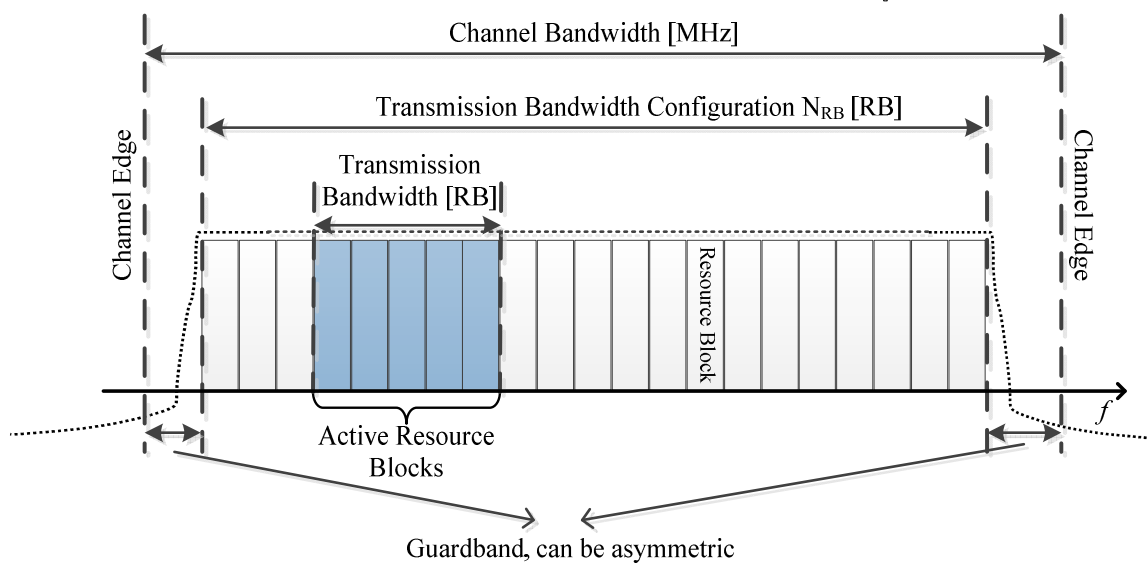 Channel Bandwidth [MHz]
Transmission Bandwidth Configuration N_RB [RB]
Transmission
Bandwidth [RB]
Channel Edge
Channel Edge
Resource Block
f
Active Resource
Blocks
Guardband, can be asymmetric